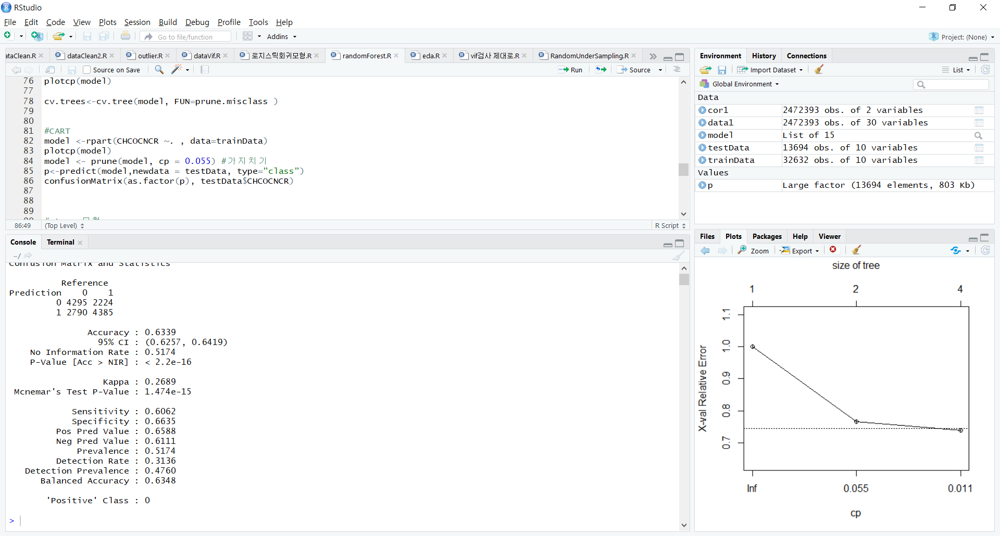 RStudio
File Edit Code View Plots Session Build Debug Profile Tools Help
Go to file/function Addins Project: (None)
ataClean.R dataClean2.R outlier.R dataVif.R 로지스틱회귀모형.R randomForest.R eda.R vif검사 제대로.R RandomUnderSampling.R
Source on Save Run Source
76 plotcp(model)
77
78 cv.trees<-cv.tree(model, FUN=prune.misclass )
79
80
81 #CART
82 model <-rpart(CHCOCNCR ~. , data=trainData)
83 plotcp(model)
84 model <- prune(model, cp = 0.055) #가지치기
85 p<-predict(model,newdata = testData, type="class")
86 confusionMatrix(as.factor(p), testData$CHCOCNCR)
87
88
89
86:49 (Top Level) R Script
Console Terminal
~/
Confusion Matrix and Statistics
Reference
Prediction 0 1
0 4295 2224
1 2790 4385
Accuracy : 0.6339
95% CI : (0.6257, 0.6419)
No Information Rate : 0.5174
P-Value [Acc > NIR] : < 2.2e-16
Kappa : 0.2689
Mcnemar's Test P-Value : 1.474e-15
Sensitivity : 0.6062
Specificity : 0.6635
Pos Pred Value : 0.6588
Neg Pred Value : 0.6111
Prevalence : 0.5174
Detection Rate : 0.3136
Detection Prevalence : 0.4760
Balanced Accuracy : 0.6348
'Positive' Class : 0
>
Environment History Connections
Import Dataset List
Global Environment
Data
cor1 2472393 obs. of 2 variables
data1 2472393 obs. of 30 variables
model List of 15
testData 13694 obs. of 10 variables
trainData 32632 obs. of 10 variables
Values
p Large factor (13694 elements, 803 Kb)
Files Plots Packages Help Viewer
Zoom Export
size of tree
1 2 4
X-val Relative Error
1.1
1.0
0.9
0.8
0.7
Inf 0.055 0.011
cp